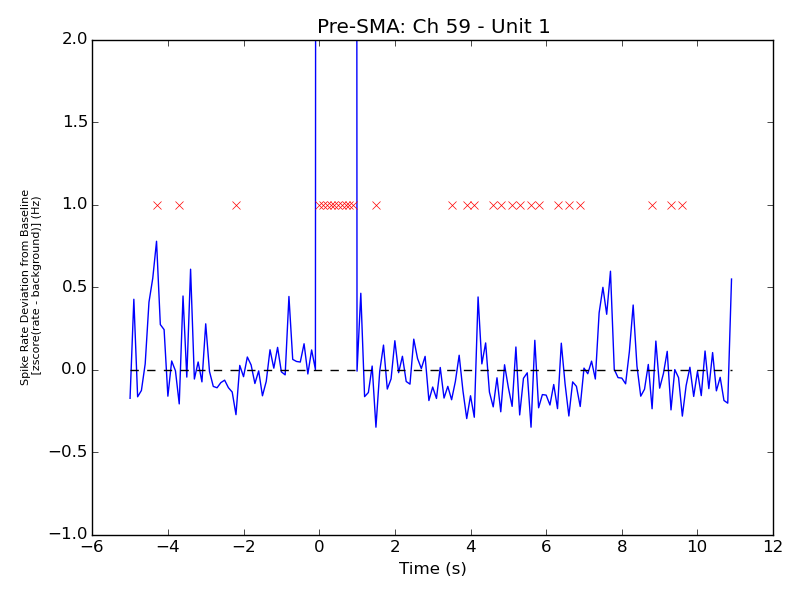 Pre-SMA: Ch 59 - Unit 1
2.0
1.5
1.0
0.5
0.0
−0.5
−1.0
Spike Rate Deviation from Baseline
[zscore(rate - background)] (Hz)
−6 −4 −2 0 2 4 6 8 10 12
Time (s)